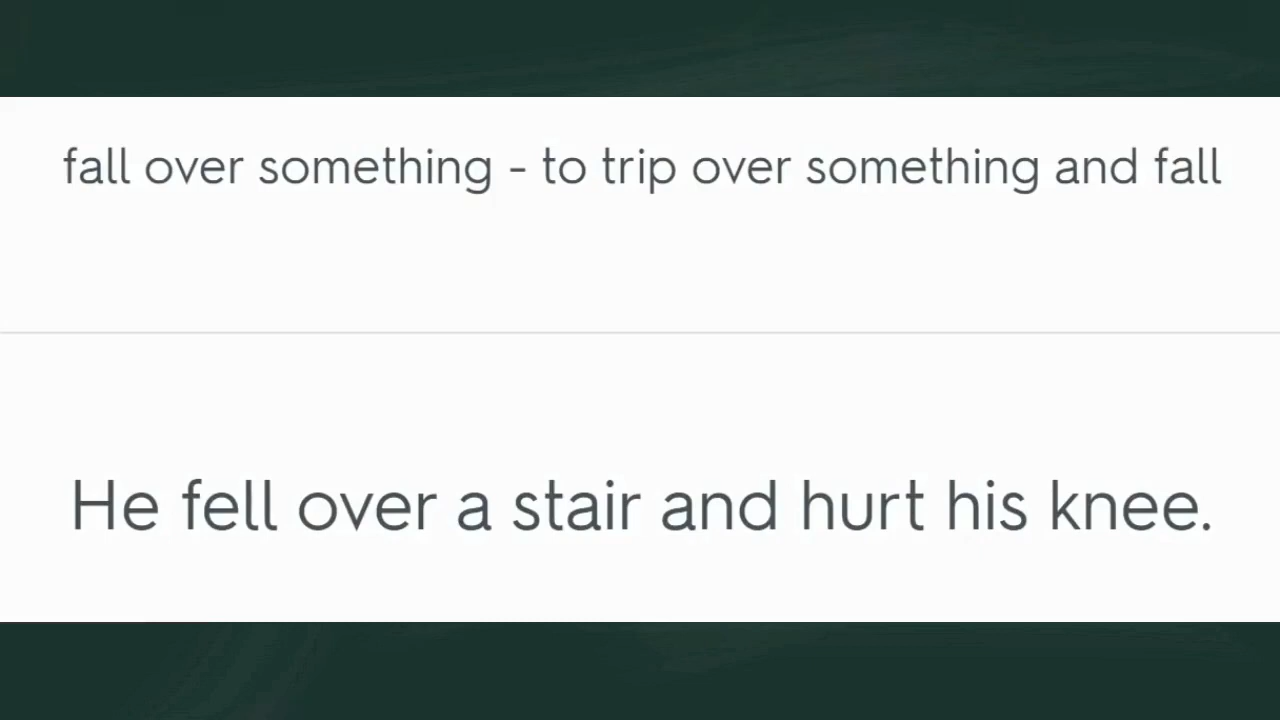 fall over something - to trip over something and fall
He fell over a stair and hurt his knee.